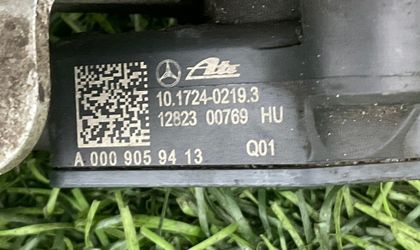 Ate
10.1724-0219.3
12823 00769 HU
A 000 905 94 13 Q01